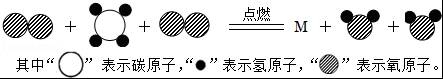 + + 点燃 M + +
其中“ ”表示碳原子,“ ”表示氢原子,“ ”表示氧原子。